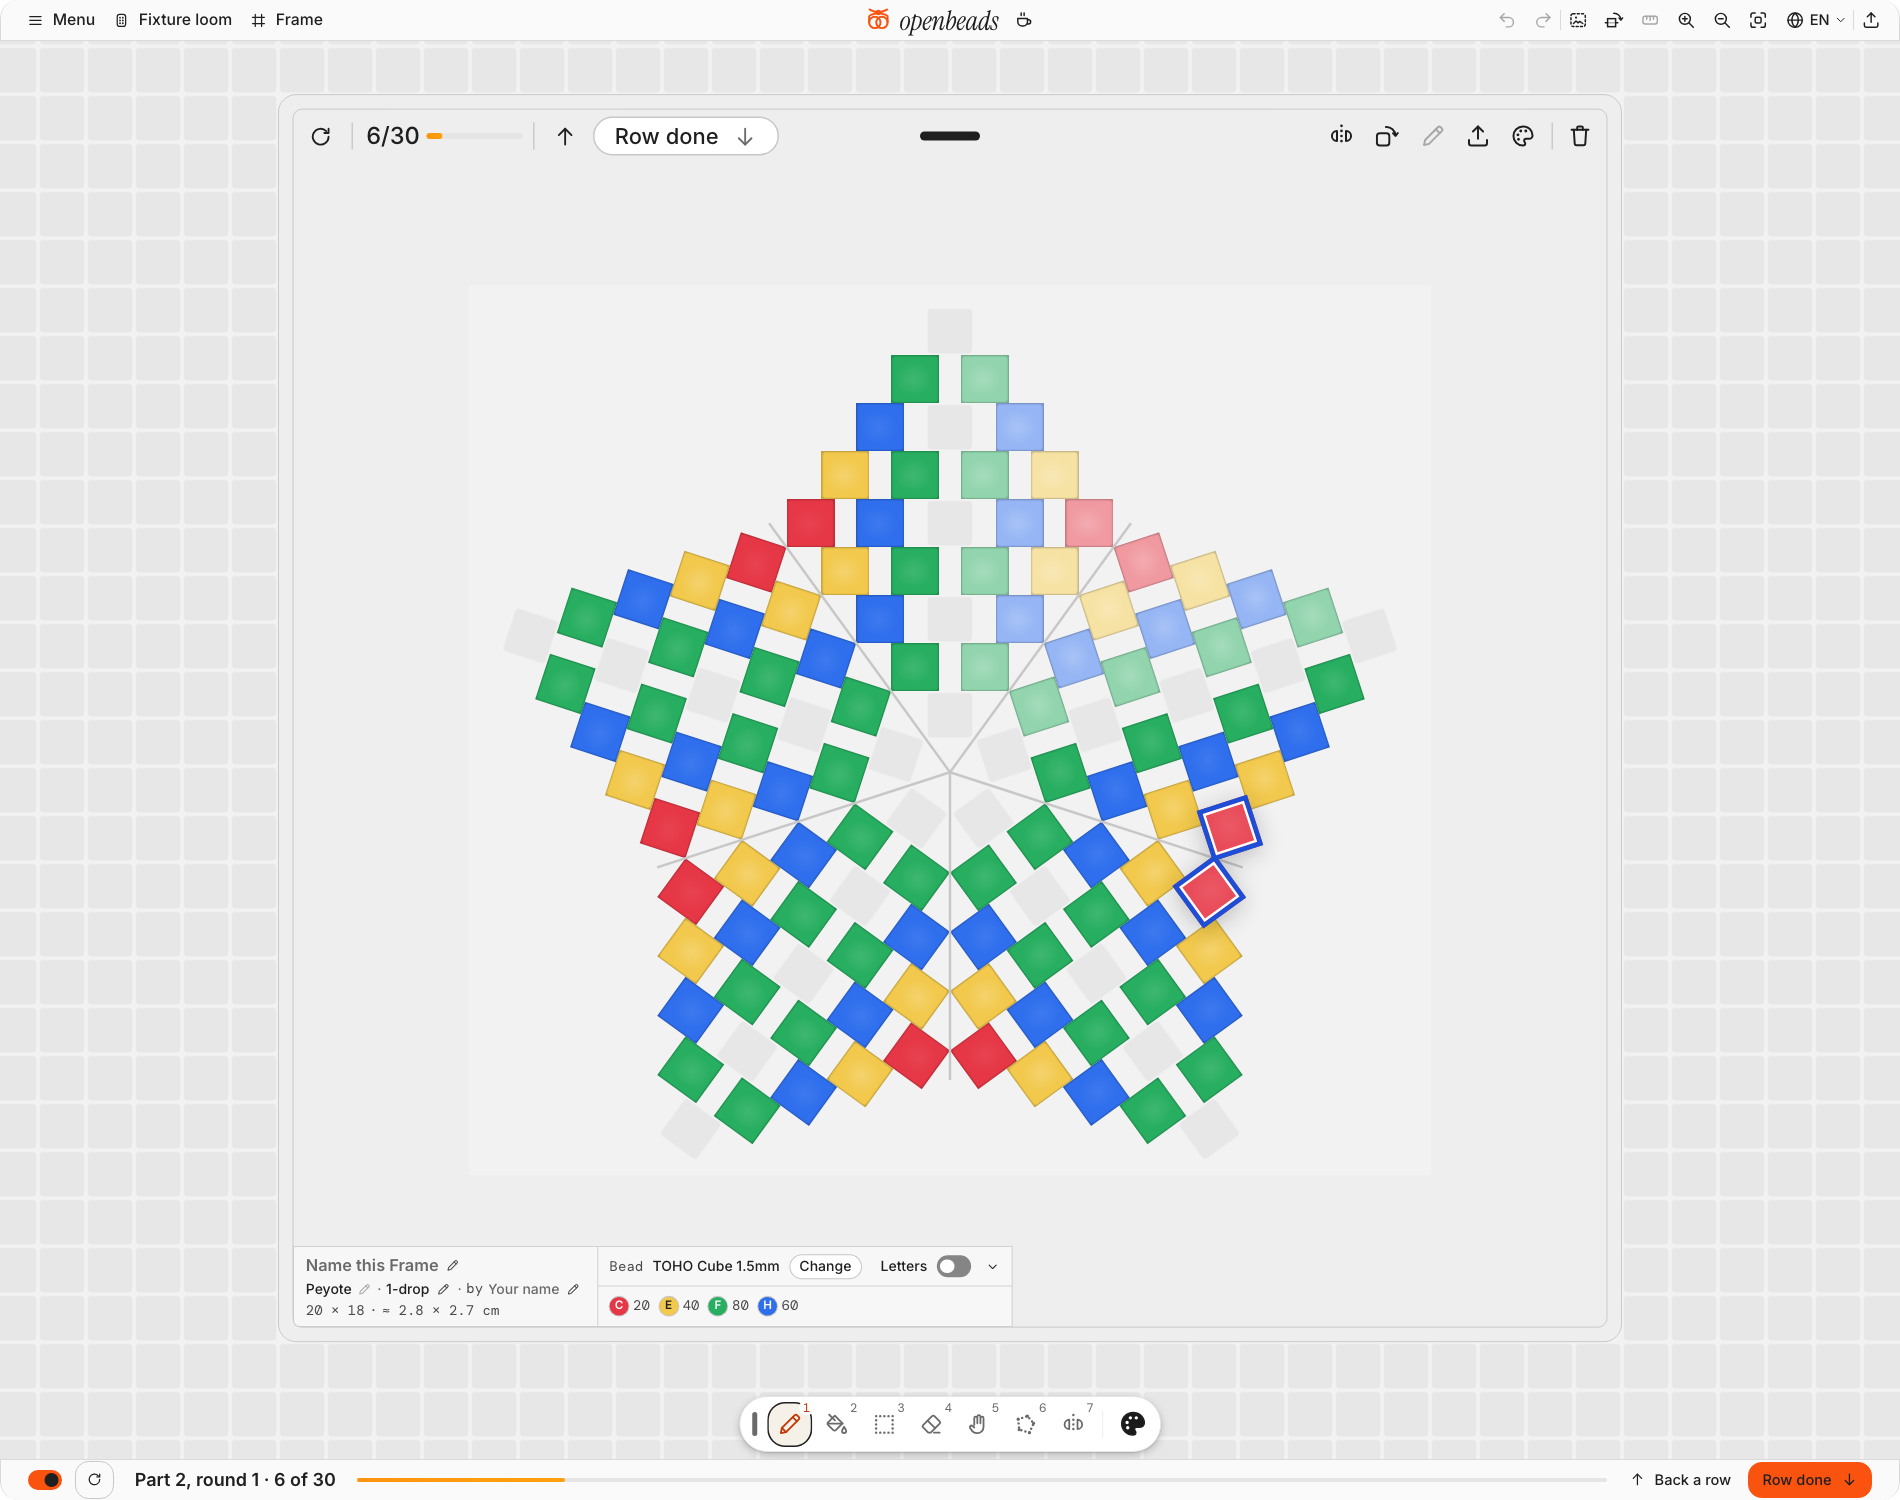 Menu Fixture loom Frame openbeads EN
6/30 Row done
Name this Frame
Peyote · 1-drop · by Your name
20 × 18 · ≈ 2.8 × 2.7 cm
Bead TOHO Cube 1.5mm Change Letters
C 20 E 40 F 80 H 60
1 2 3 4 5 6 7
Part 2, round 1 · 6 of 30 Back a row Row done